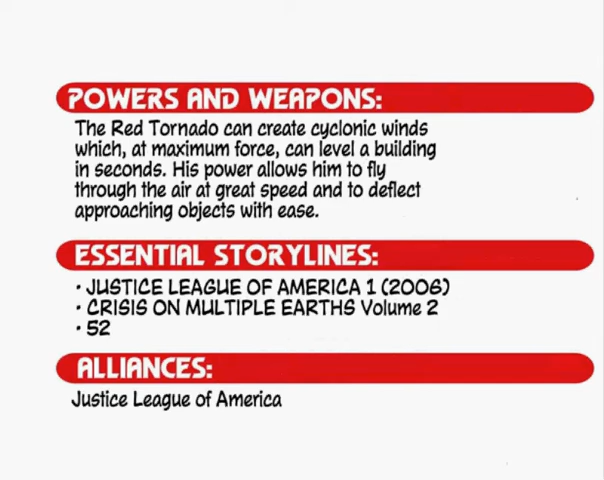 POWERS AND WEAPONS:
The Red Tornado can create cyclonic winds
which, at maximum force, can level a building
in seconds. His power allows him to fly
through the air at great speed and to deflect
approaching objects with ease.
ESSENTIAL STORYLINES:
• JUSTICE LEAGUE OF AMERICA 1 (2006)
• CRISIS ON MULTIPLE EARTHS Volume 2
• 52
ALLIANCES:
Justice League of America